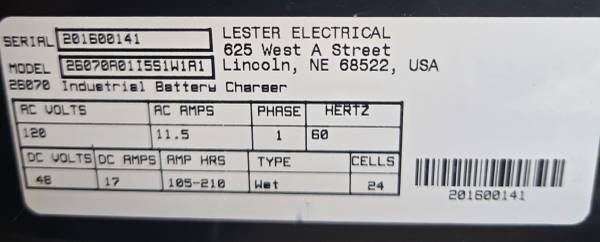 SERIAL 201600141 LESTER ELECTRICAL
625 West A Street
MODEL 26070A01I5S1W1A1 Lincoln, NE 68522, USA
26070 Industrial Battery Charger
AC VOLTS AC AMPS PHASE HERTZ
120 11.5 1 60
DC VOLTS DC AMPS AMP HRS TYPE CELLS
48 17 105-210 Wet 24
201600141